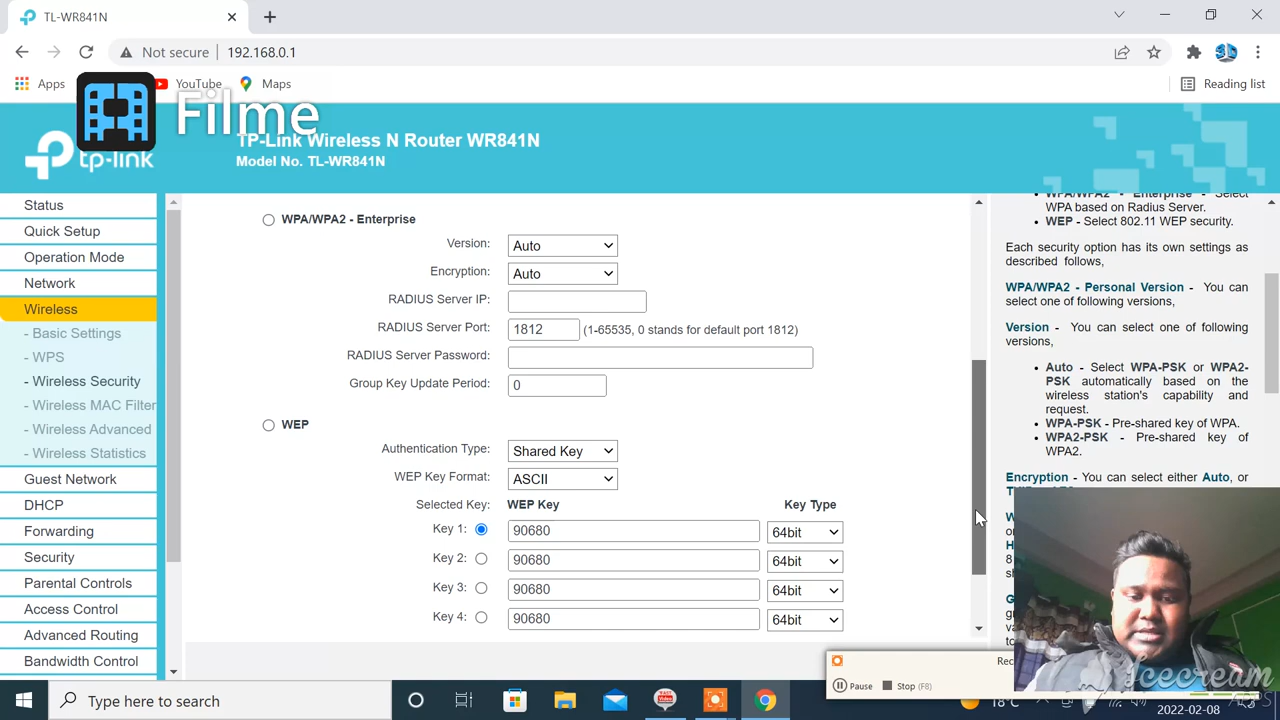 TL-WR841N
Not secure
192.168.0.1
Apps
YouTube
Maps
Reading list
Filme
tp-link
TP-Link Wireless N Router WR841N
Model No. TL-WR841N
Status
Quick Setup
Operation Mode
Network
Wireless
- Basic Settings
- WPS
- Wireless Security
- Wireless MAC Filter
- Wireless Advanced
- Wireless Statistics
Guest Network
DHCP
Forwarding
Security
Parental Controls
Access Control
Advanced Routing
Bandwidth Control
WPA/WPA2 - Enterprise
Version: Auto
Encryption: Auto
RADIUS Server IP:
RADIUS Server Port: 1812 (1-65535, 0 stands for default port 1812)
RADIUS Server Password:
Group Key Update Period: 0
WEP
Authentication Type: Shared Key
WEP Key Format: ASCII
Selected Key: WEP Key Key Type
Key 1: 90680 64bit
Key 2: 90680 64bit
Key 3: 90680 64bit
Key 4: 90680 64bit
WPA/WPA2 - Enterprise - Select
WPA based on Radius Server.
WEP - Select 802.11 WEP security.
Each security option has its own settings as
described follows,
WPA/WPA2 - Personal Version - You can
select one of following versions,
Version - You can select one of following
versions,
Auto - Select WPA-PSK or WPA2-
PSK automatically based on the
wireless station's capability and
request.
WPA-PSK - Pre-shared key of WPA.
WPA2-PSK - Pre-shared key of
WPA2.
Encryption - You can select either Auto, or
Pause
Stop (F8)
Icecream
APPS
Type here to search
18°C
2022-02-08